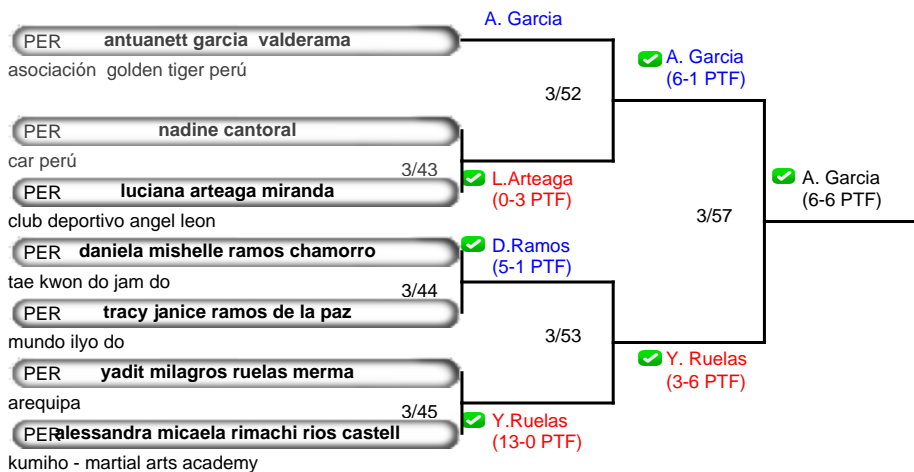 A. Garcia
PER antuanett garcia valderama
asociación golden tiger perú
A. Garcia
(6-1 PTF)
3/52
PER nadine cantoral
car perú
3/43
PER luciana arteaga miranda
club deportivo angel leon
L.Arteaga
(0-3 PTF)
A. Garcia
(6-6 PTF)
3/57
PER daniela mishelle ramos chamorro
tae kwon do jam do
D.Ramos
(5-1 PTF)
3/44
PER tracy janice ramos de la paz
mundo ilyo do
3/53
Y. Ruelas
(3-6 PTF)
PER yadit milagros ruelas merma
arequipa
3/45
PER alessandra micaela rimachi rios castell
kumiho - martial arts academy
Y.Ruelas
(13-0 PTF)